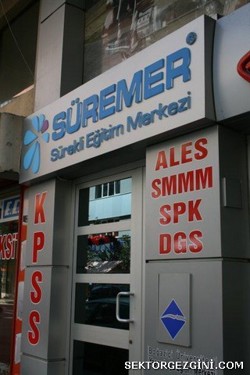 SÜREMER®
Sürekli Eğitim Merkezi
KPSS
ALES
SMMM
SPK
DGS
SEKTORGEZGINI.COM